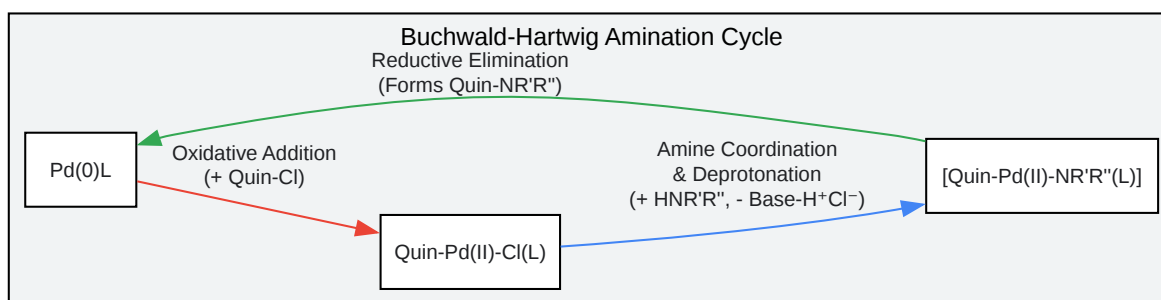 Buchwald-Hartwig Amination Cycle
Reductive Elimination
(Forms Quin-NR'R")
Pd(0)L
Oxidative Addition
(+ Quin-Cl)
Quin-Pd(II)-Cl(L)
Amine Coordination
& Deprotonation
(+ HNR'R", - Base-H⁺Cl⁻)
[Quin-Pd(II)-NR'R"(L)]